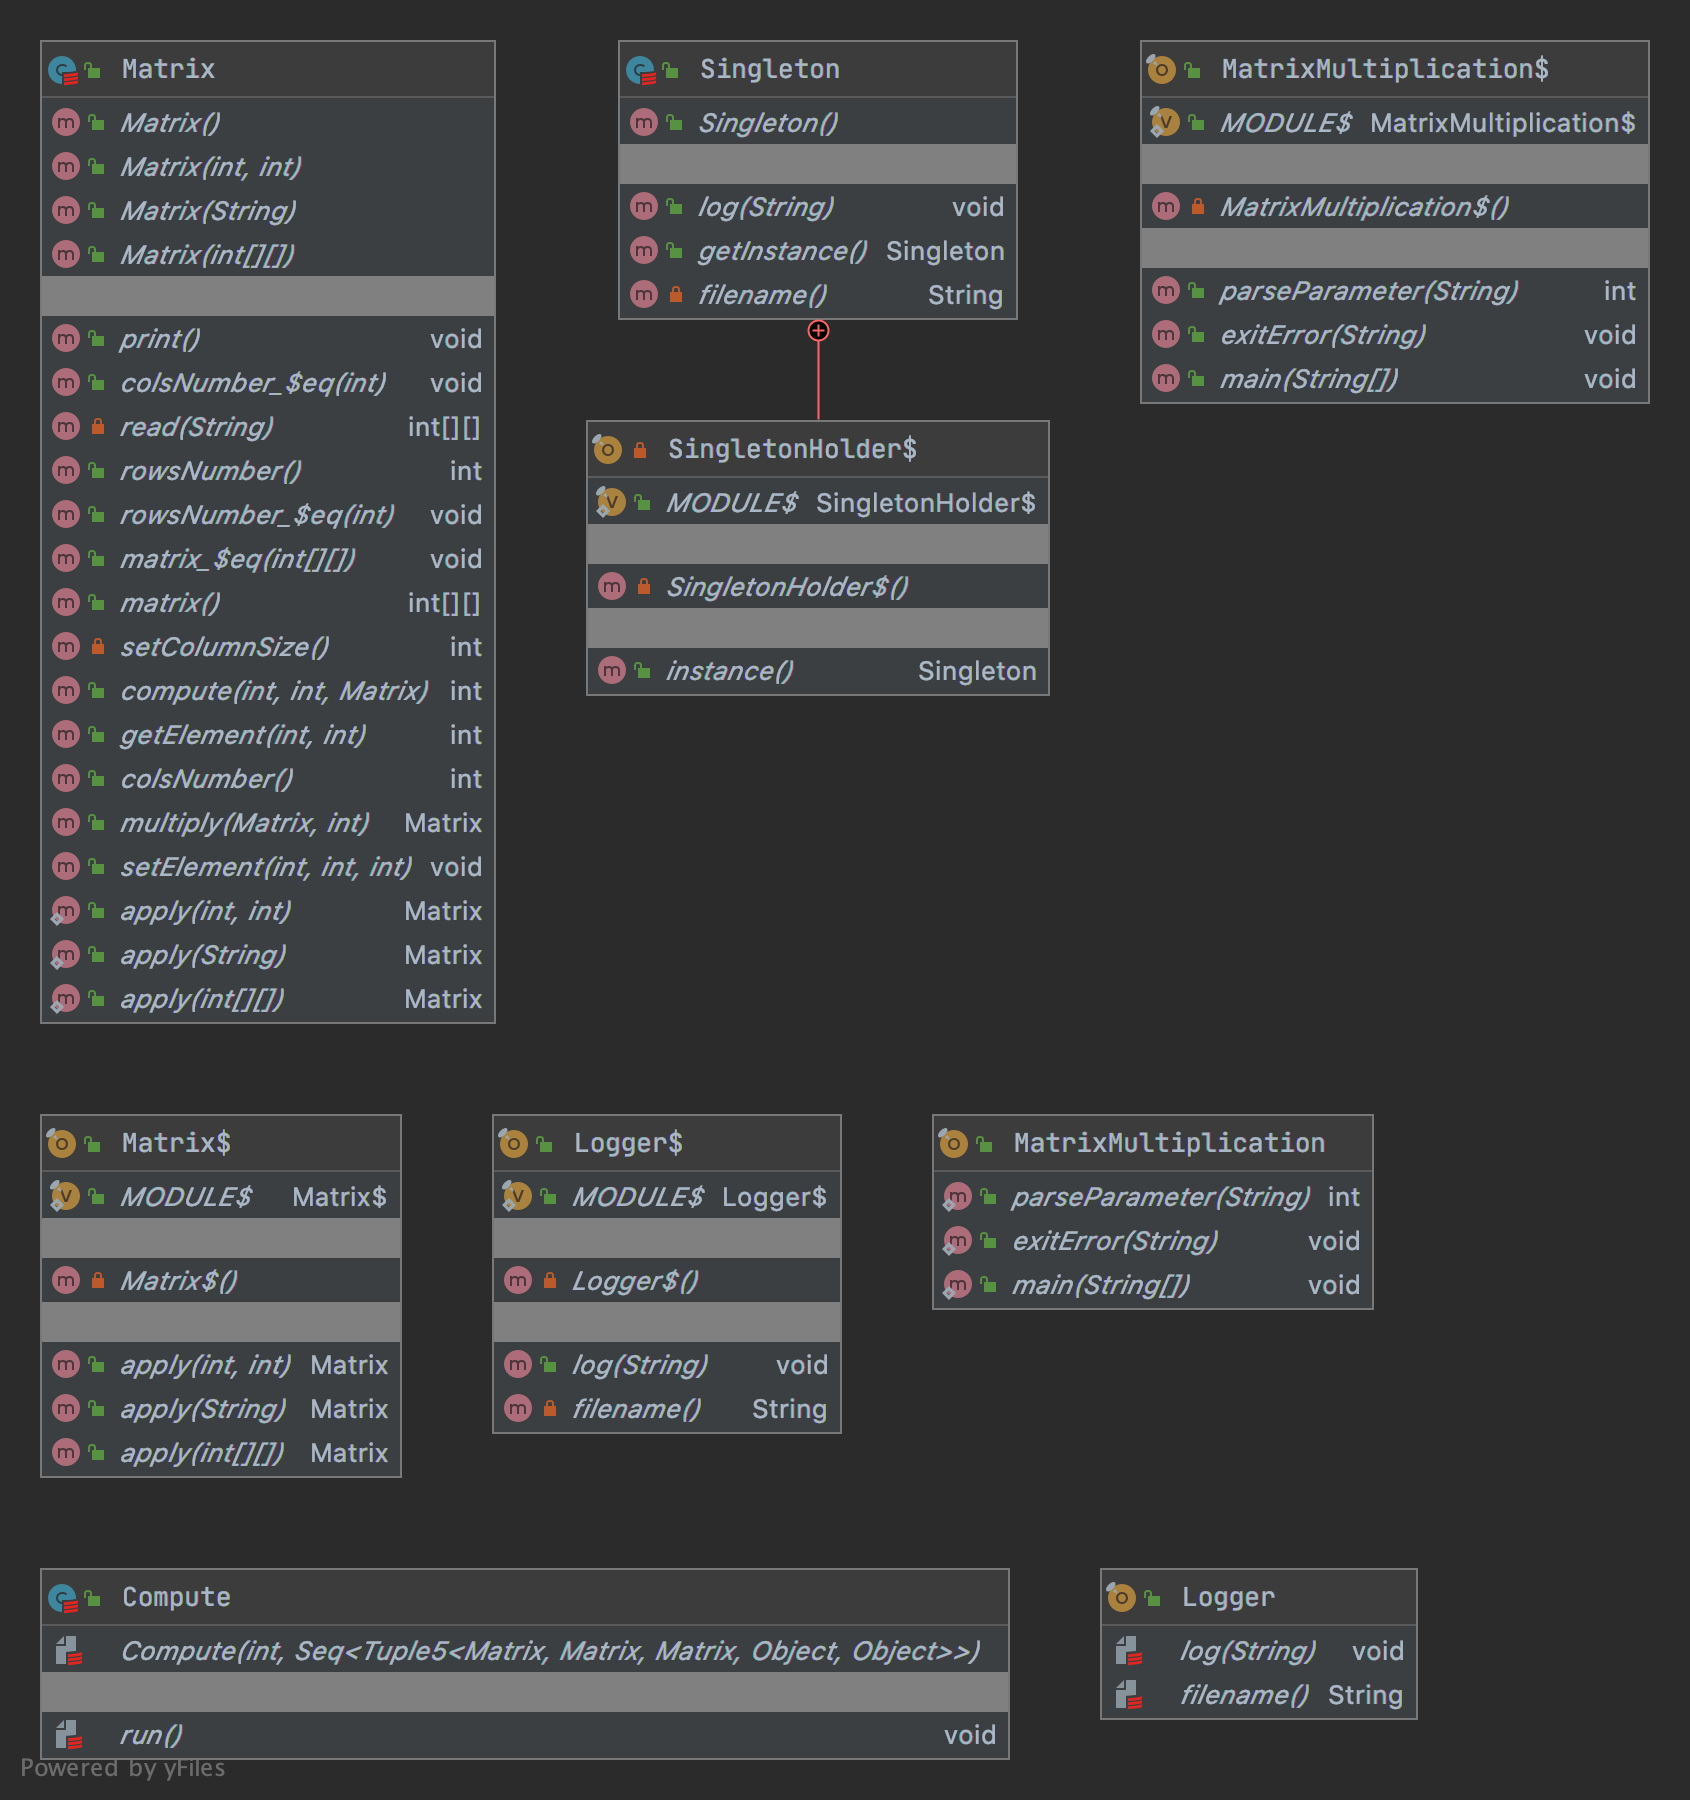 Matrix
Matrix()
Matrix(int, int)
Matrix(String)
Matrix(int[][])
print() void
colsNumber_$eq(int) void
read(String) int[][]
rowsNumber() int
rowsNumber_$eq(int) void
matrix_$eq(int[][]) void
matrix() int[][]
setColumnSize() int
compute(int, int, Matrix) int
getElement(int, int) int
colsNumber() int
multiply(Matrix, int) Matrix
setElement(int, int, int) void
apply(int, int) Matrix
apply(String) Matrix
apply(int[][]) Matrix
Singleton
Singleton()
log(String) void
getInstance() Singleton
filename() String
SingletonHolder$
MODULE$ SingletonHolder$
SingletonHolder$()
instance() Singleton
MatrixMultiplication$
MODULE$ MatrixMultiplication$
MatrixMultiplication$()
parseParameter(String) int
exitError(String) void
main(String[]) void
Matrix$
MODULE$ Matrix$
Matrix$()
apply(int, int) Matrix
apply(String) Matrix
apply(int[][]) Matrix
Logger$
MODULE$ Logger$
Logger$()
log(String) void
filename() String
MatrixMultiplication
parseParameter(String) int
exitError(String) void
main(String[]) void
Compute
Compute(int, Seq<Tuple5<Matrix, Matrix, Matrix, Object, Object>>)
run() void
Logger
log(String) void
filename() String
Powered by yFiles